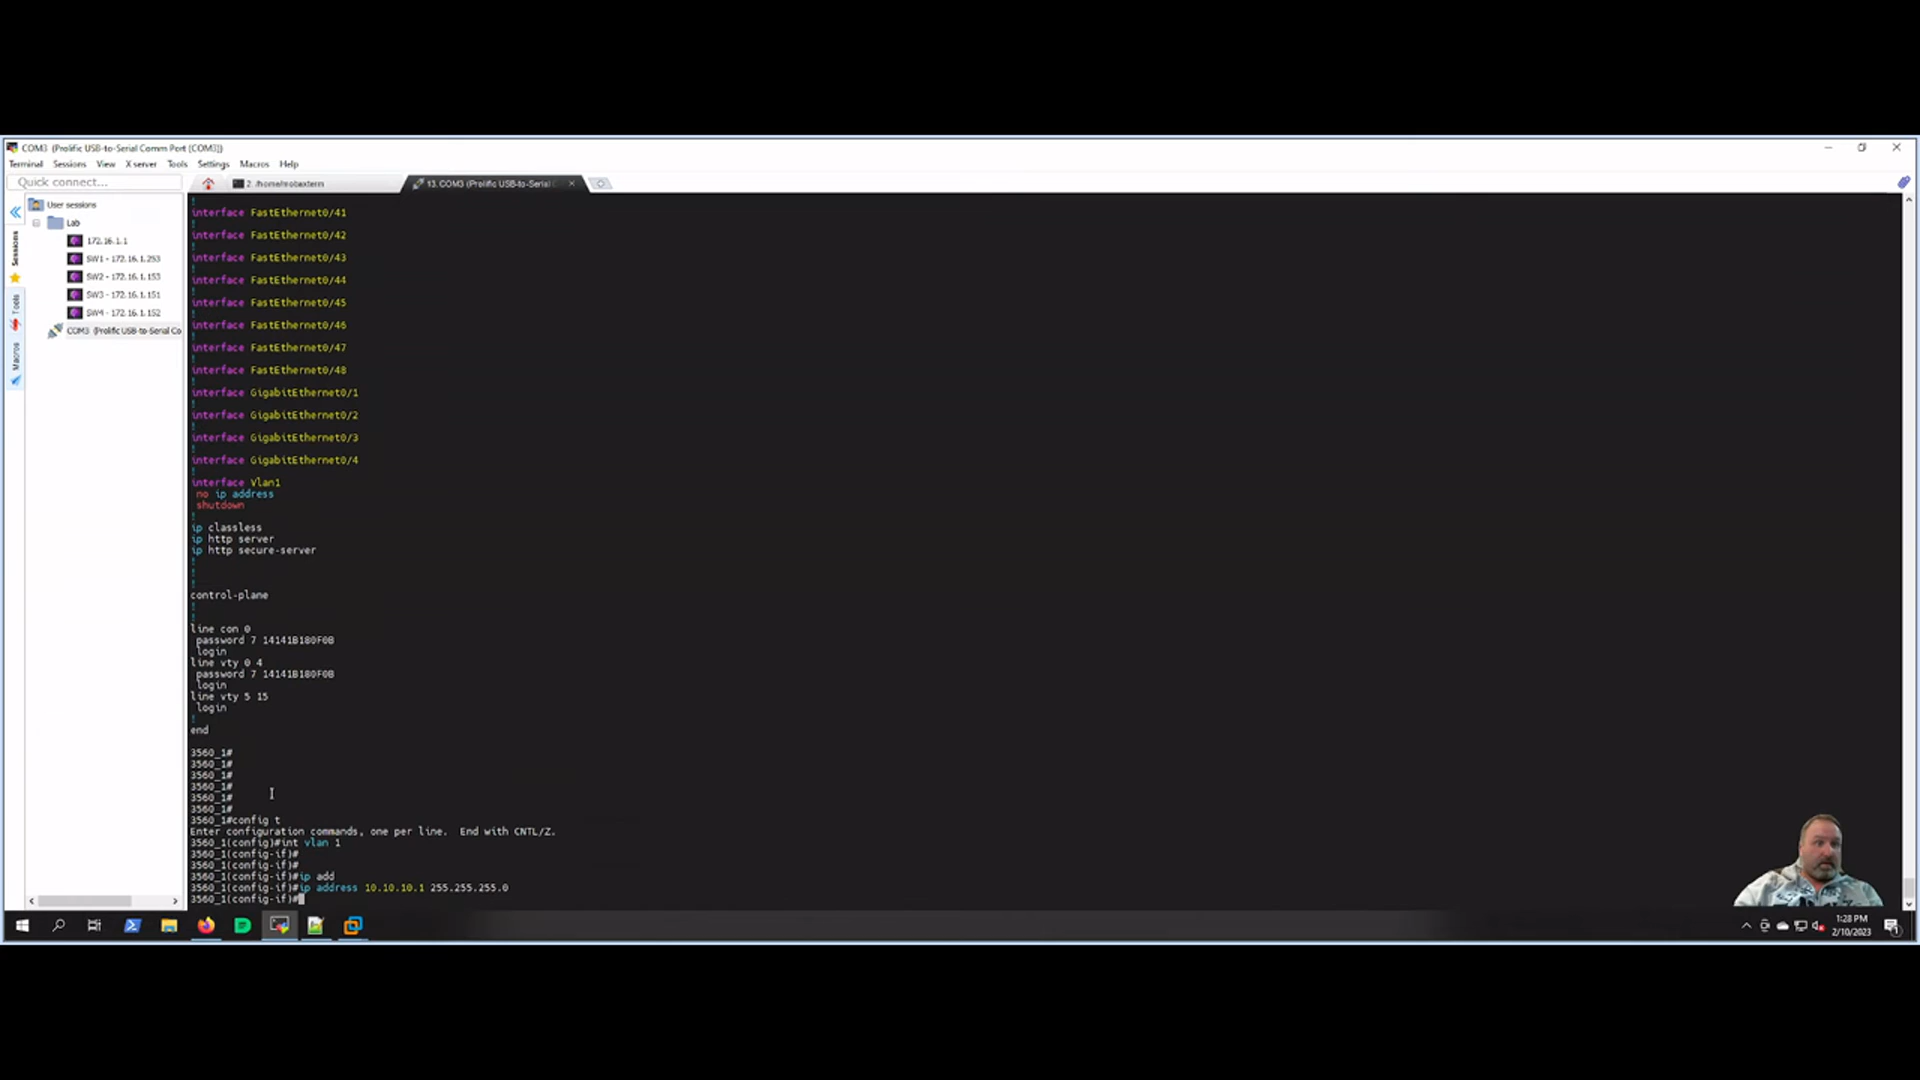 COM3 (Prolific USB-to-Serial Comm Port (COM3))
Terminal Sessions View X server Tools Settings Macros Help
Quick connect...
2. /home/mobaxterm
13. COM3 (Prolific USB-to-Serial
User sessions
Lab
172.16.1.1
SW1 - 172.16.1.253
SW2 - 172.16.1.153
SW3 - 172.16.1.151
SW4 - 172.16.1.152
COM3 (Prolific USB-to-Serial Co
Sessions
Tools
Macros
!
interface FastEthernet0/41
!
interface FastEthernet0/42
!
interface FastEthernet0/43
!
interface FastEthernet0/44
!
interface FastEthernet0/45
!
interface FastEthernet0/46
!
interface FastEthernet0/47
!
interface FastEthernet0/48
!
interface GigabitEthernet0/1
!
interface GigabitEthernet0/2
!
interface GigabitEthernet0/3
!
interface GigabitEthernet0/4
!
interface Vlan1
no ip address
shutdown
!
ip classless
ip http server
ip http secure-server
!
!
!
control-plane
!
!
line con 0
password 7 14141B180F0B
login
line vty 0 4
password 7 14141B180F0B
login
line vty 5 15
login
!
end
3560_1#
3560_1#
3560_1#
3560_1#
3560_1#
3560_1#
3560_1#config t
Enter configuration commands, one per line. End with CNTL/Z.
3560_1(config)#int vlan 1
3560_1(config-if)#
3560_1(config-if)#
3560_1(config-if)#ip add
3560_1(config-if)#ip address 10.10.10.1 255.255.255.0
3560_1(config-if)#
1:28 PM
2/10/2023